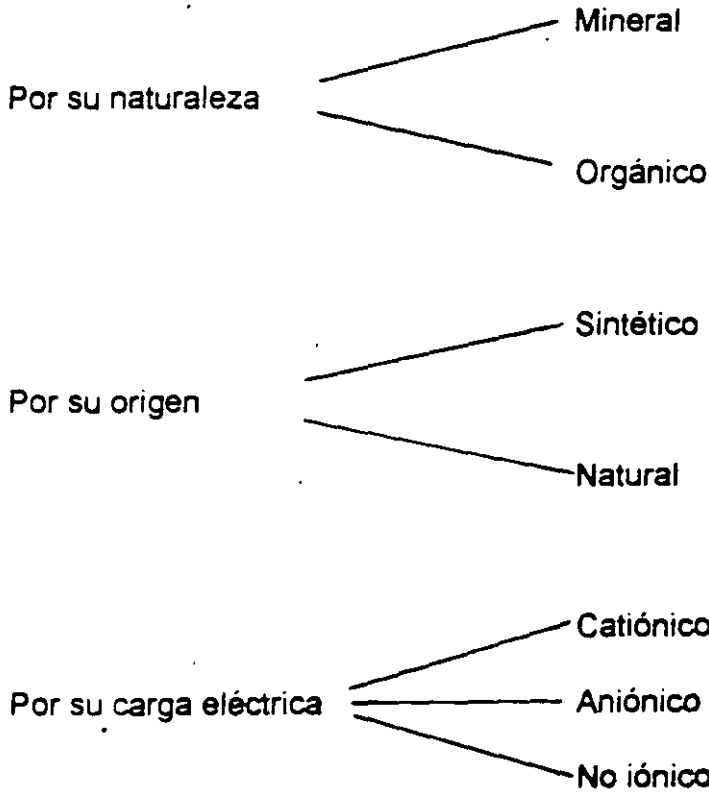 Mineral
Por su naturaleza
Orgánico
Sintético
Por su origen
Natural
Catiónico
Por su carga eléctrica
Aniónico
No iónico